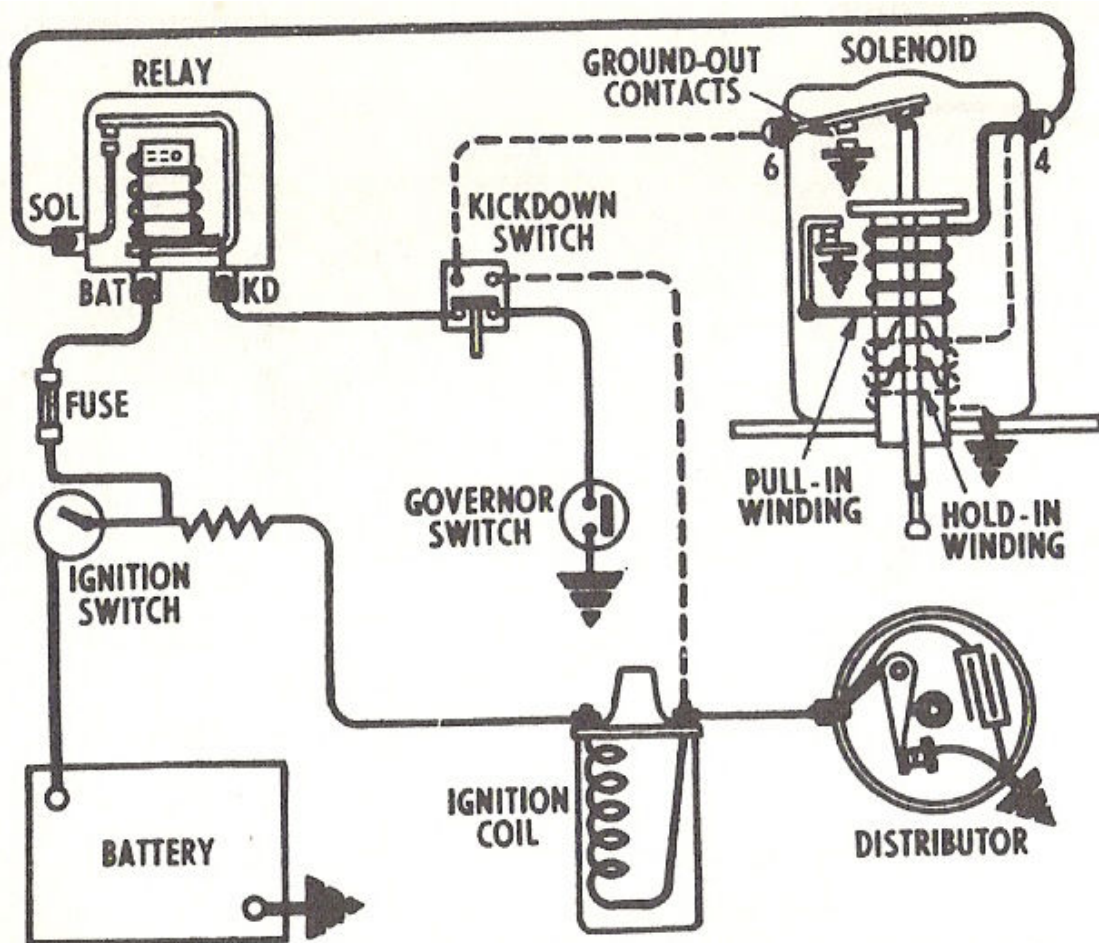 RELAY
GROUND-OUT
CONTACTS
SOLENOID
6
4
SOL
KICKDOWN
SWITCH
BAT
KD
FUSE
PULL-IN
WINDING
HOLD-IN
WINDING
GOVERNOR
SWITCH
IGNITION
SWITCH
IGNITION
COIL
BATTERY
DISTRIBUTOR